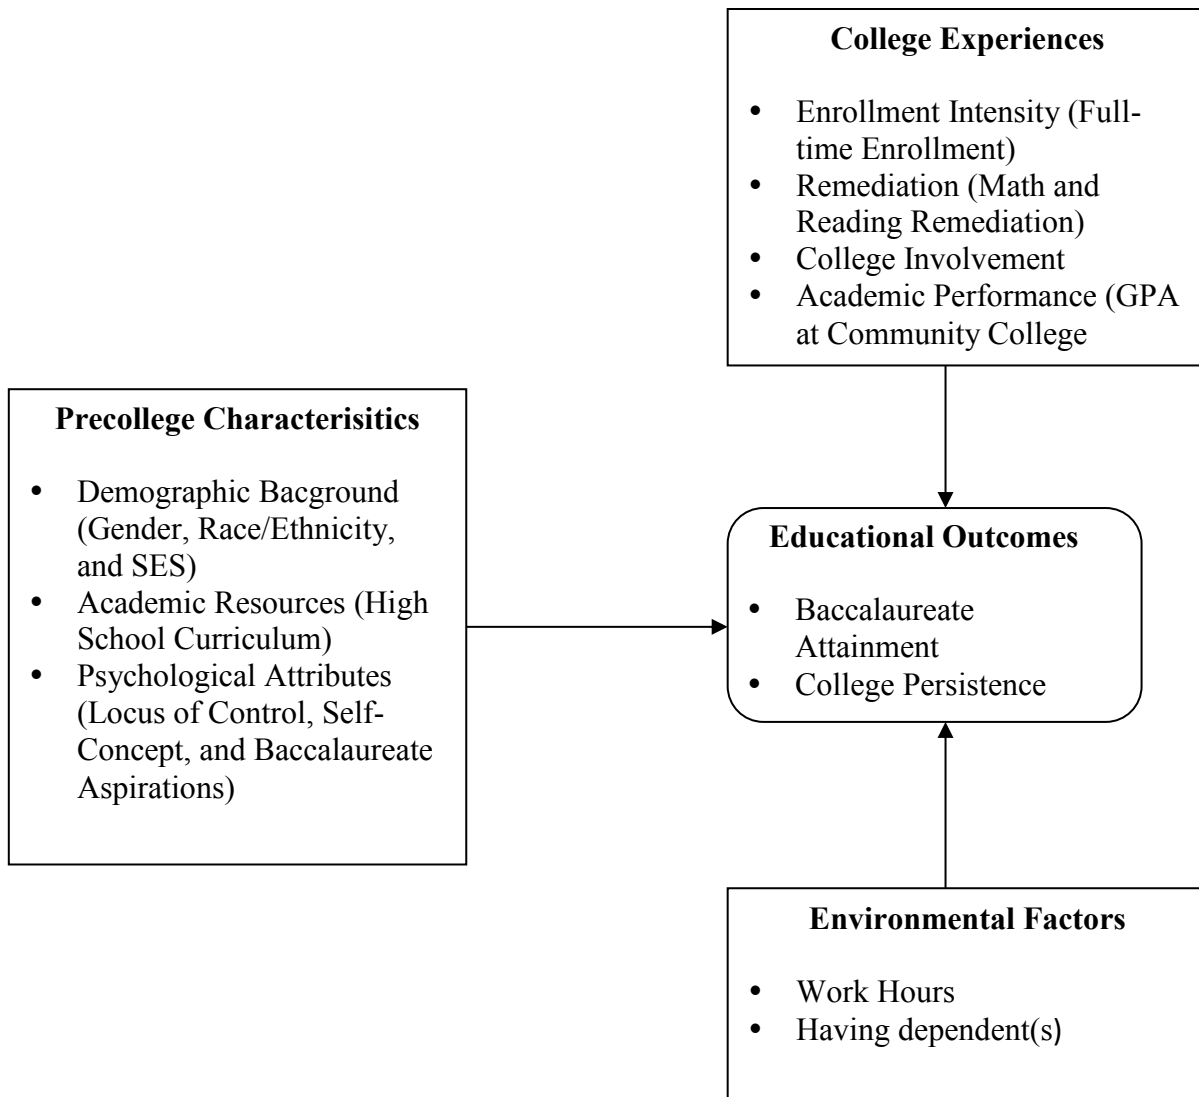 College Experiences
• Enrollment Intensity (Full-
time Enrollment)
• Remediation (Math and
Reading Remediation)
• College Involvement
• Academic Performance (GPA
at Community College
Precollege Characterisitics
• Demographic Bacground
(Gender, Race/Ethnicity,
and SES)
• Academic Resources (High
School Curriculum)
• Psychological Attributes
(Locus of Control, Self-
Concept, and Baccalaureate
Aspirations)
Educational Outcomes
• Baccalaureate
Attainment
• College Persistence
Environmental Factors
• Work Hours
• Having dependent(s)